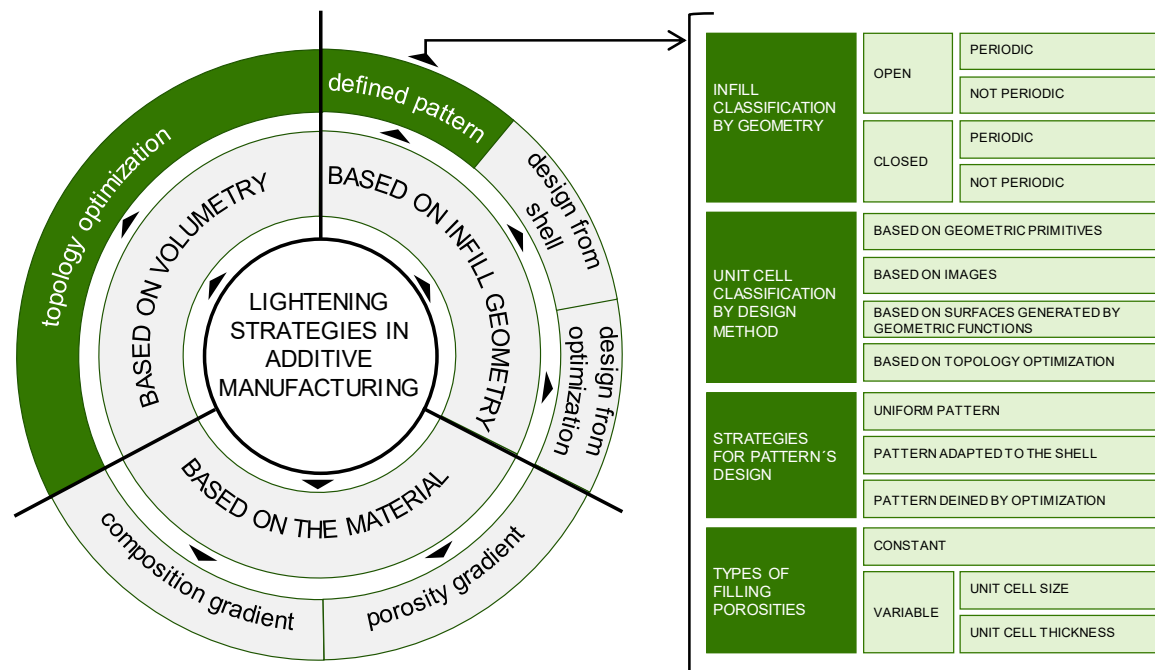 LIGHTENING
STRATEGIES IN
ADDITIVE
MANUFACTURING
BASED ON VOLUMETRY
topology optimization
BASED ON INFILL GEOMETRY
defined pattern
design from
shell
design from
optimization
BASED ON THE MATERIAL
composition gradient
porosity gradient
INFILL
CLASSIFICATION
BY GEOMETRY
OPEN
PERIODIC
NOT PERIODIC
CLOSED
PERIODIC
NOT PERIODIC
UNIT CELL
CLASSIFICATION
BY DESIGN
METHOD
BASED ON GEOMETRIC PRIMITIVES
BASED ON IMAGES
BASED ON SURFACES GENERATED BY
GEOMETRIC FUNCTIONS
BASED ON TOPOLOGY OPTIMIZATION
STRATEGIES
FOR PATTERN´S
DESIGN
UNIFORM PATTERN
PATTERN ADAPTED TO THE SHELL
PATTERN DEINED BY OPTIMIZATION
TYPES OF
FILLING
POROSITIES
CONSTANT
VARIABLE
UNIT CELL SIZE
UNIT CELL THICKNESS